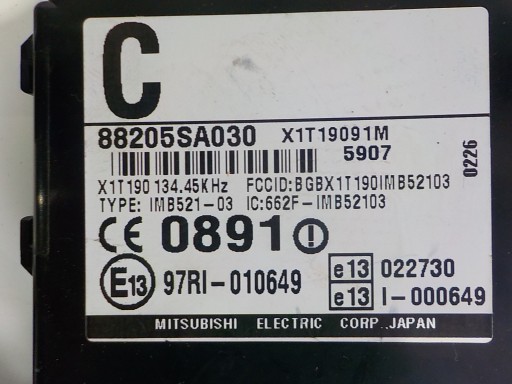 C
88205SA030 X1T19091M
5907
0226
X1T190 134.45KHz FCCID:BGBX1T190IMB52103
TYPE: IMB521-03 IC:662F-IMB52103
CE 0891
E13 97RI-010649
e13 022730
e13 I-000649
MITSUBISHI ELECTRIC CORP.,JAPAN